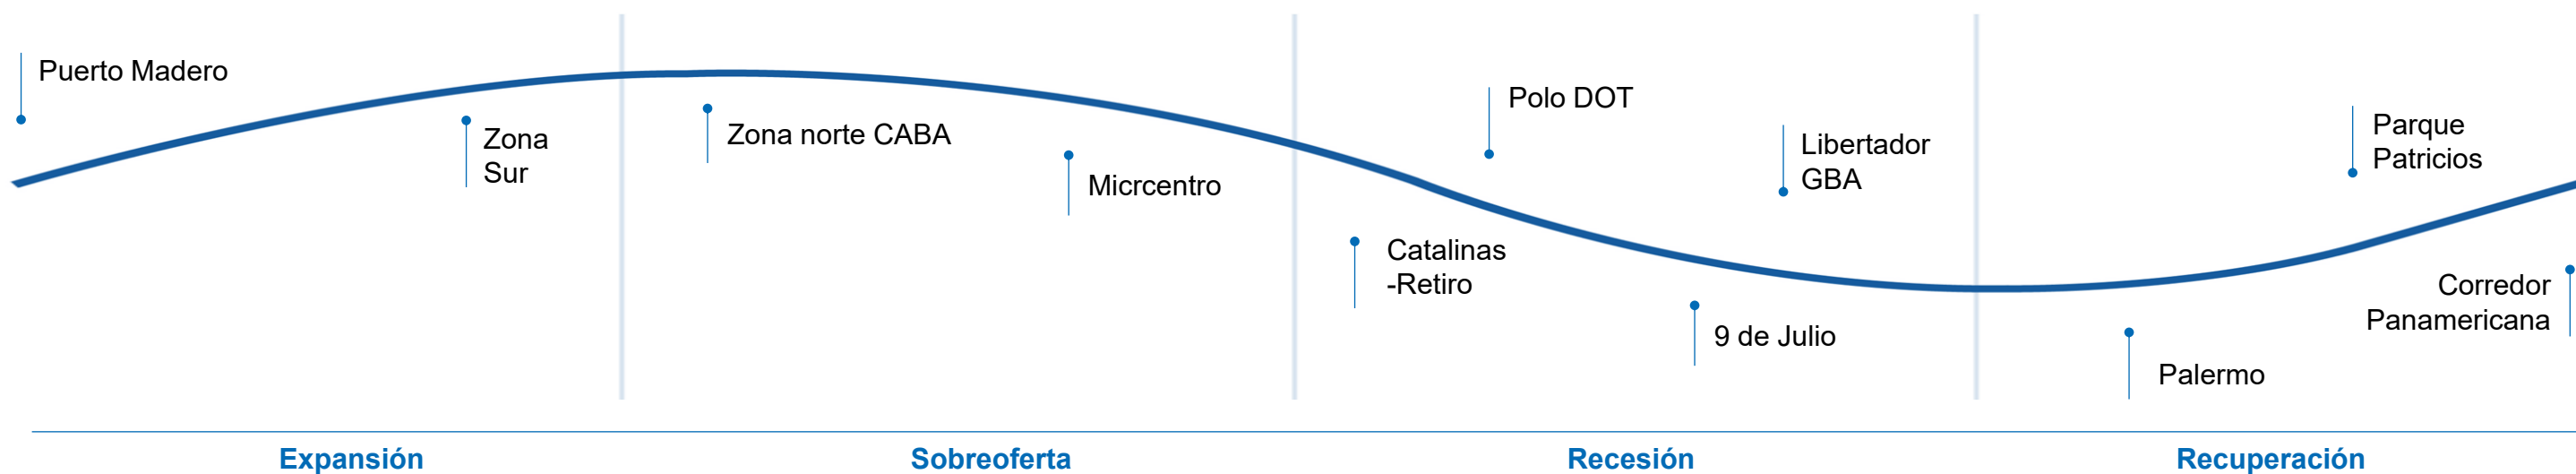 Puerto Madero
Zona
Sur
Zona norte CABA
Micrcentro
Polo DOT
Catalinas
-Retiro
Libertador
GBA
9 de Julio
Parque
Patricios
Palermo
Corredor
Panamericana
Expansión
Sobreoferta
Recesión
Recuperación